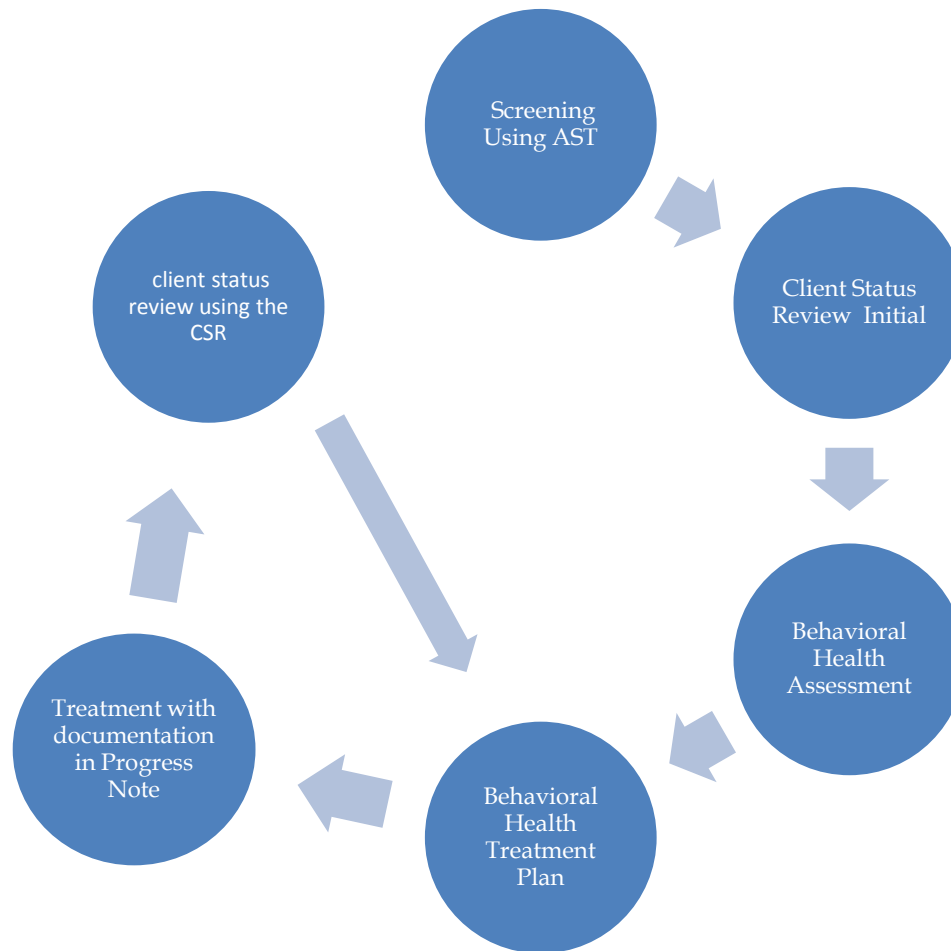 Screening
Using AST
Client Status
Review  Initial
Behavioral
Health
Assessment
Behavioral
Health
Treatment
Plan
Treatment with
documentation
in Progress
Note
client status
review using the
CSR